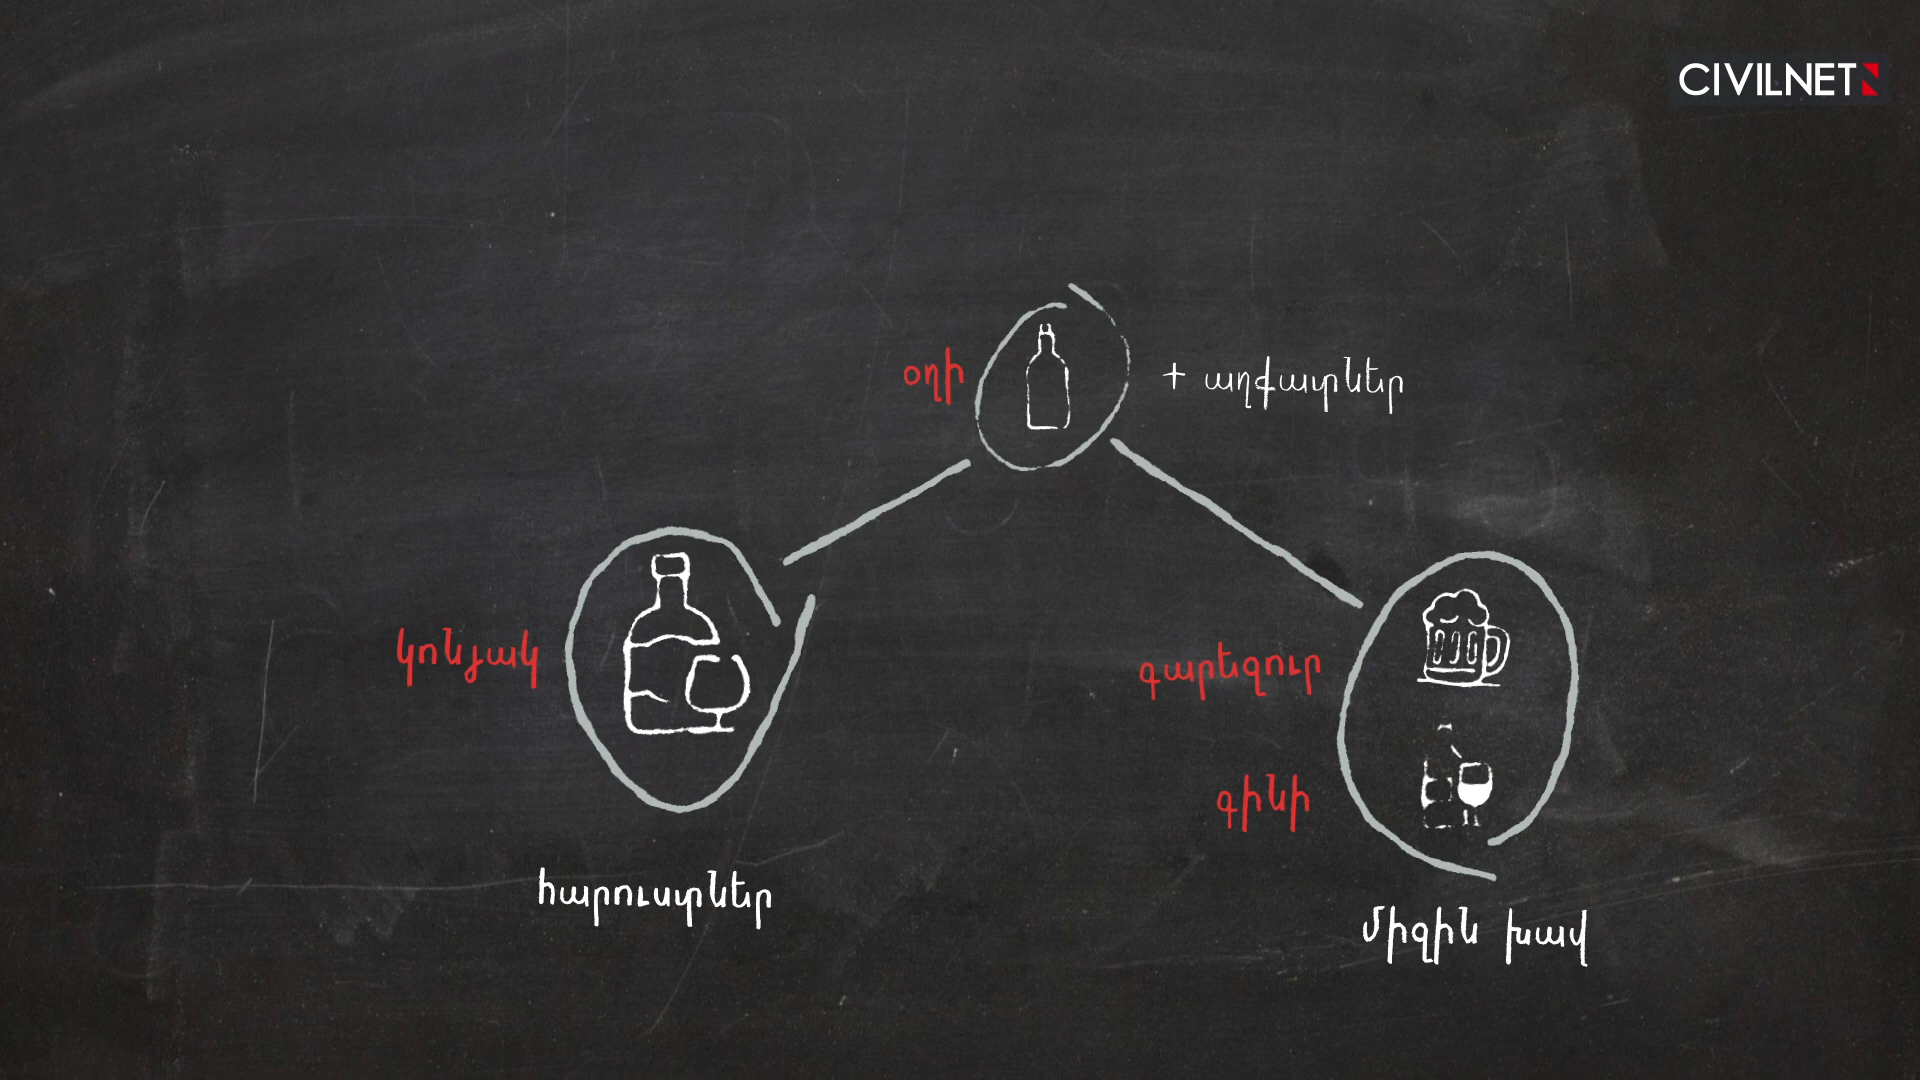 CIVILNET
օղի + աղքատներ
կոնյակ
գարեջուր
գինի
հարուստներ
միջին խավ